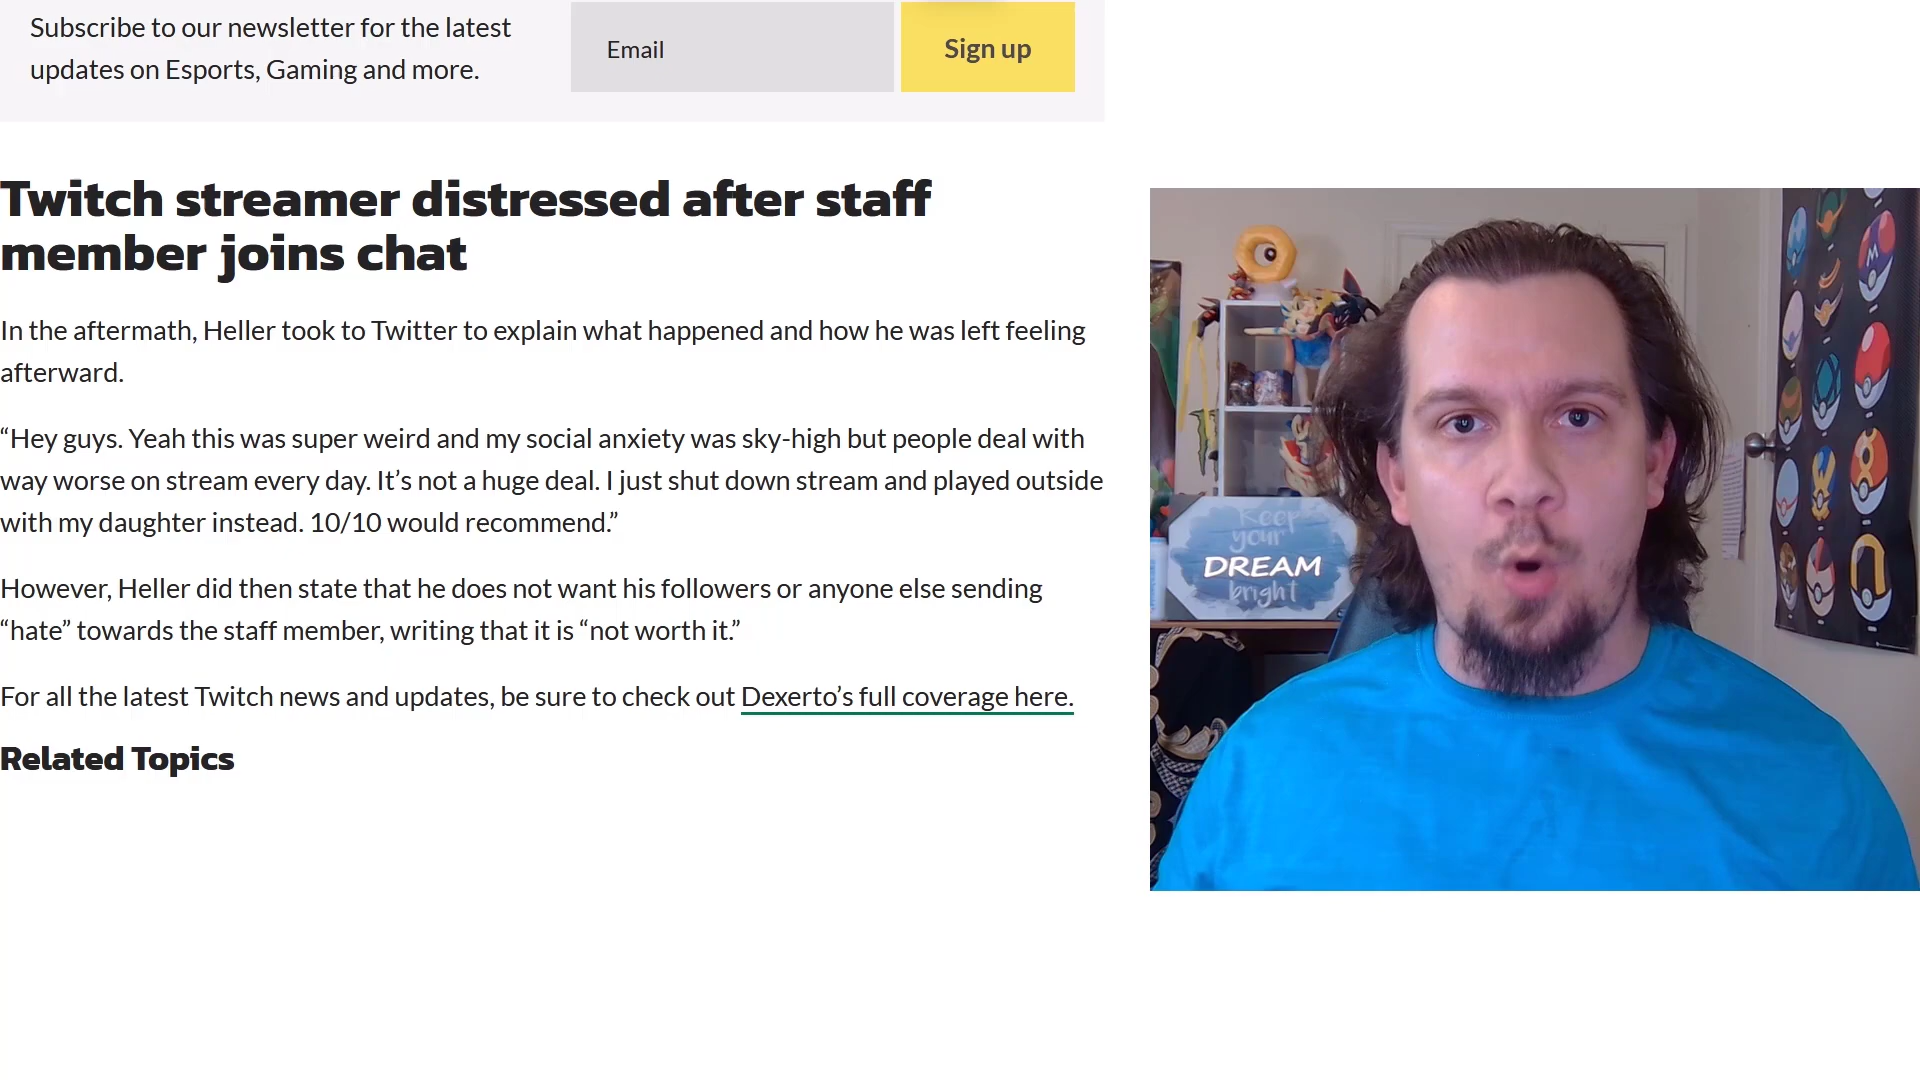 Subscribe to our newsletter for the latest
updates on Esports, Gaming and more.
Email
Sign up
Twitch streamer distressed after staff
member joins chat
In the aftermath, Heller took to Twitter to explain what happened and how he was left feeling
afterward.
“Hey guys. Yeah this was super weird and my social anxiety was sky-high but people deal with
way worse on stream every day. It’s not a huge deal. I just shut down stream and played outside
with my daughter instead. 10/10 would recommend.”
However, Heller did then state that he does not want his followers or anyone else sending
“hate” towards the staff member, writing that it is “not worth it.”
For all the latest Twitch news and updates, be sure to check out Dexerto’s full coverage here.
Related Topics
Keep
your
DREAM
bright